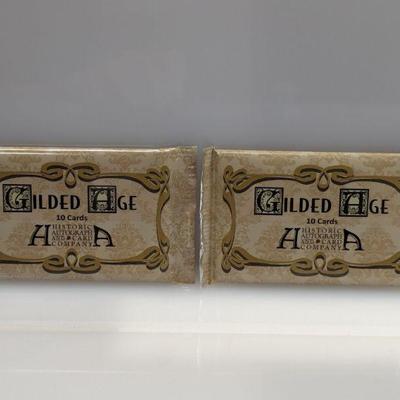 GILDED AGE
10 Cards
HISTORIC
AUTOGRAPH
AND CARD
COMPANY
H A
GILDED AGE
10 Cards
HISTORIC
AUTOGRAPH
AND CARD
COMPANY
H A